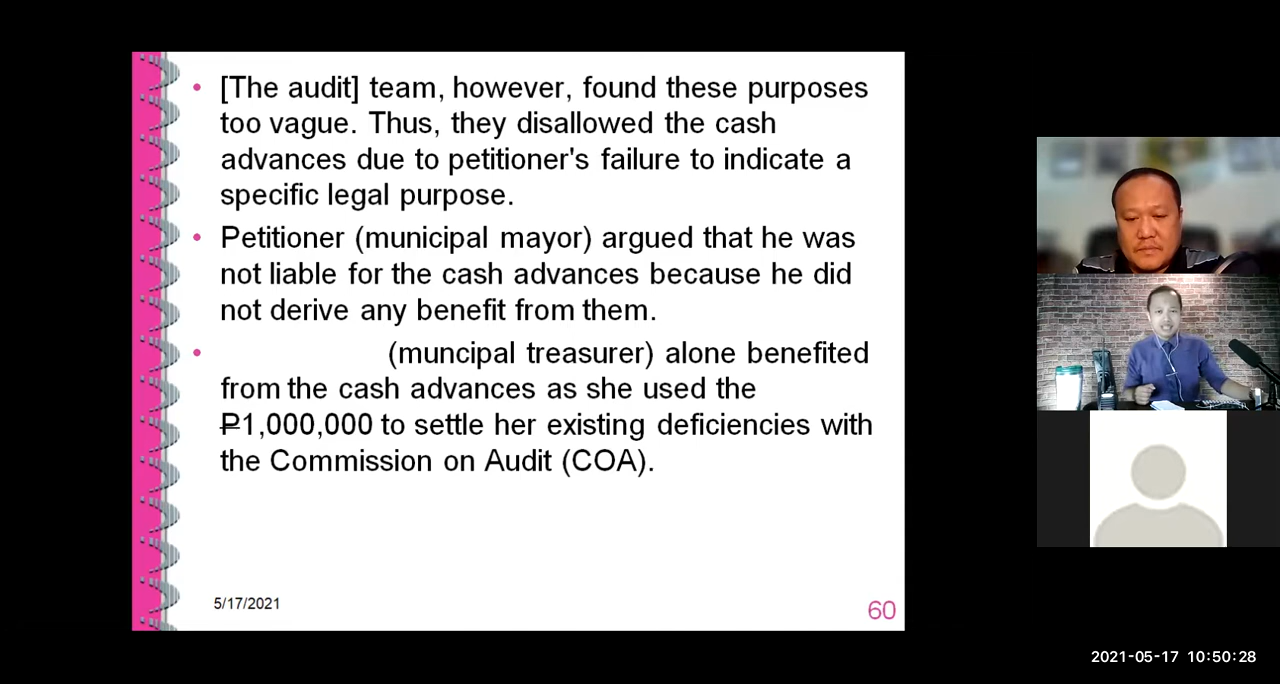 • [The audit] team, however, found these purposes
too vague. Thus, they disallowed the cash
advances due to petitioner's failure to indicate a
specific legal purpose.
• Petitioner (municipal mayor) argued that he was
not liable for the cash advances because he did
not derive any benefit from them.
• (muncipal treasurer) alone benefited
from the cash advances as she used the
₱1,000,000 to settle her existing deficiencies with
the Commission on Audit (COA).
5/17/2021
60
2021-05-17 10:50:28